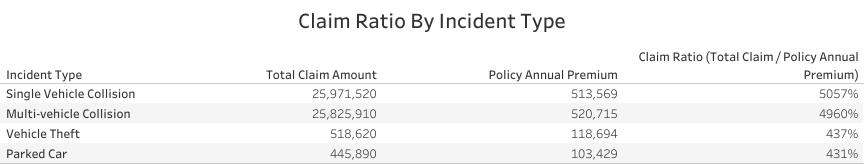 Claim Ratio By Incident Type
Claim Ratio (Total Claim / Policy Annual
Incident Type Total Claim Amount Policy Annual Premium Premium)
Single Vehicle Collision 25,971,520 513,569 5057%
Multi-vehicle Collision 25,825,910 520,715 4960%
Vehicle Theft 518,620 118,694 437%
Parked Car 445,890 103,429 431%